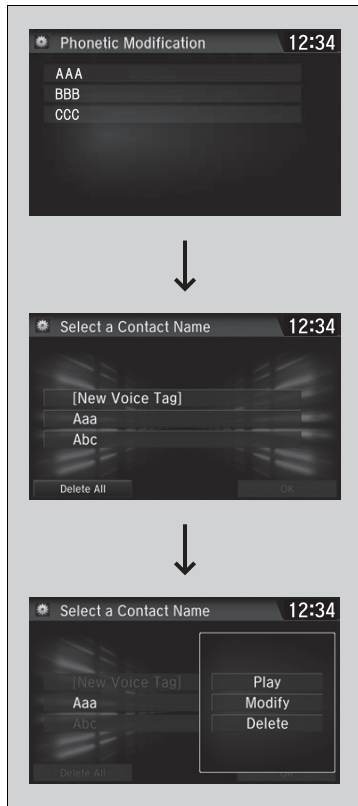 Phonetic Modification 12:34
AAA
BBB
CCC
Select a Contact Name 12:34
[New Voice Tag]
Aaa
Abc
Delete All OK
Select a Contact Name 12:34
[New Voice Tag] Play
Aaa Modify
Abc Delete
Delete All OK